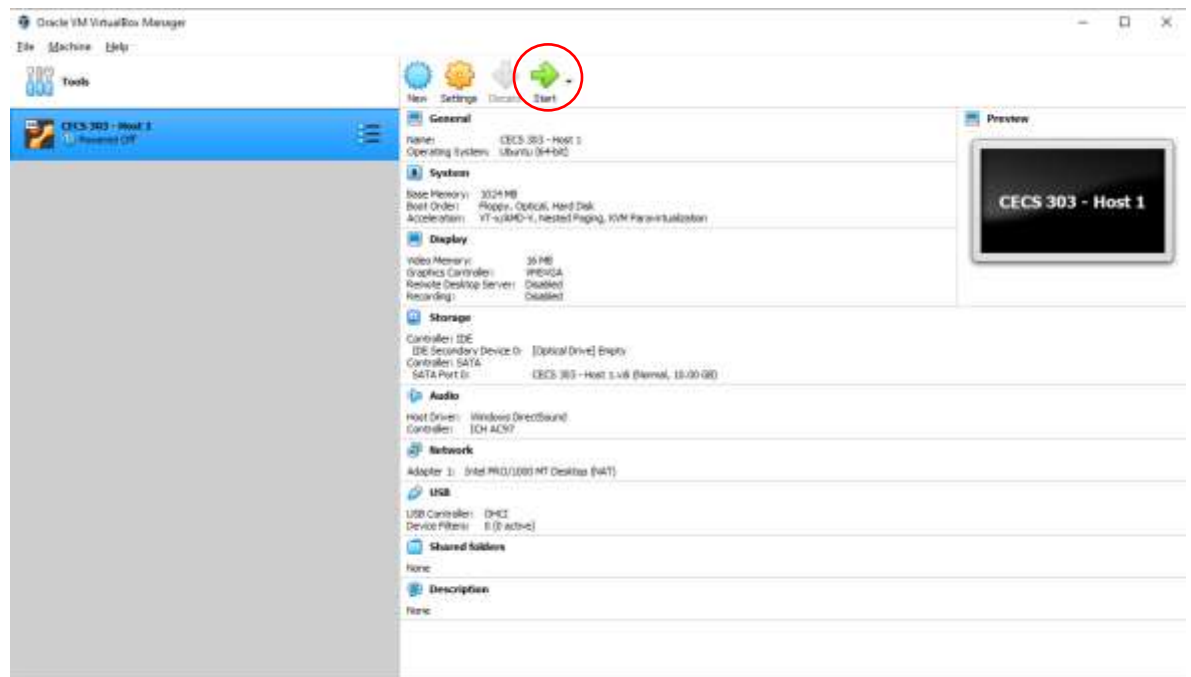 Oracle VM VirtualBox Manager
File Machine Help
Tools
New Settings Discard Start
CECS 303 - Host 1
Powered Off
General
Name: CECS 303 - Host 1
Operating System: Ubuntu (64-bit)
System
Base Memory: 1024 MB
Boot Order: Floppy, Optical, Hard Disk
Acceleration: VT-x/AMD-V, Nested Paging, KVM Paravirtualization
Display
Video Memory: 16 MB
Graphics Controller: VMSVGA
Remote Desktop Server: Disabled
Recording: Disabled
Storage
Controller: IDE
IDE Secondary Device 0: [Optical Drive] Empty
Controller: SATA
SATA Port 0: CECS 303 - Host 1.vdi (Normal, 10.00 GB)
Audio
Host Driver: Windows DirectSound
Controller: ICH AC97
Network
Adapter 1: Intel PRO/1000 MT Desktop (NAT)
USB
USB Controller: OHCI
Device Filters: 0 (0 active)
Shared folders
None
Description
None
Preview
CECS 303 - Host 1